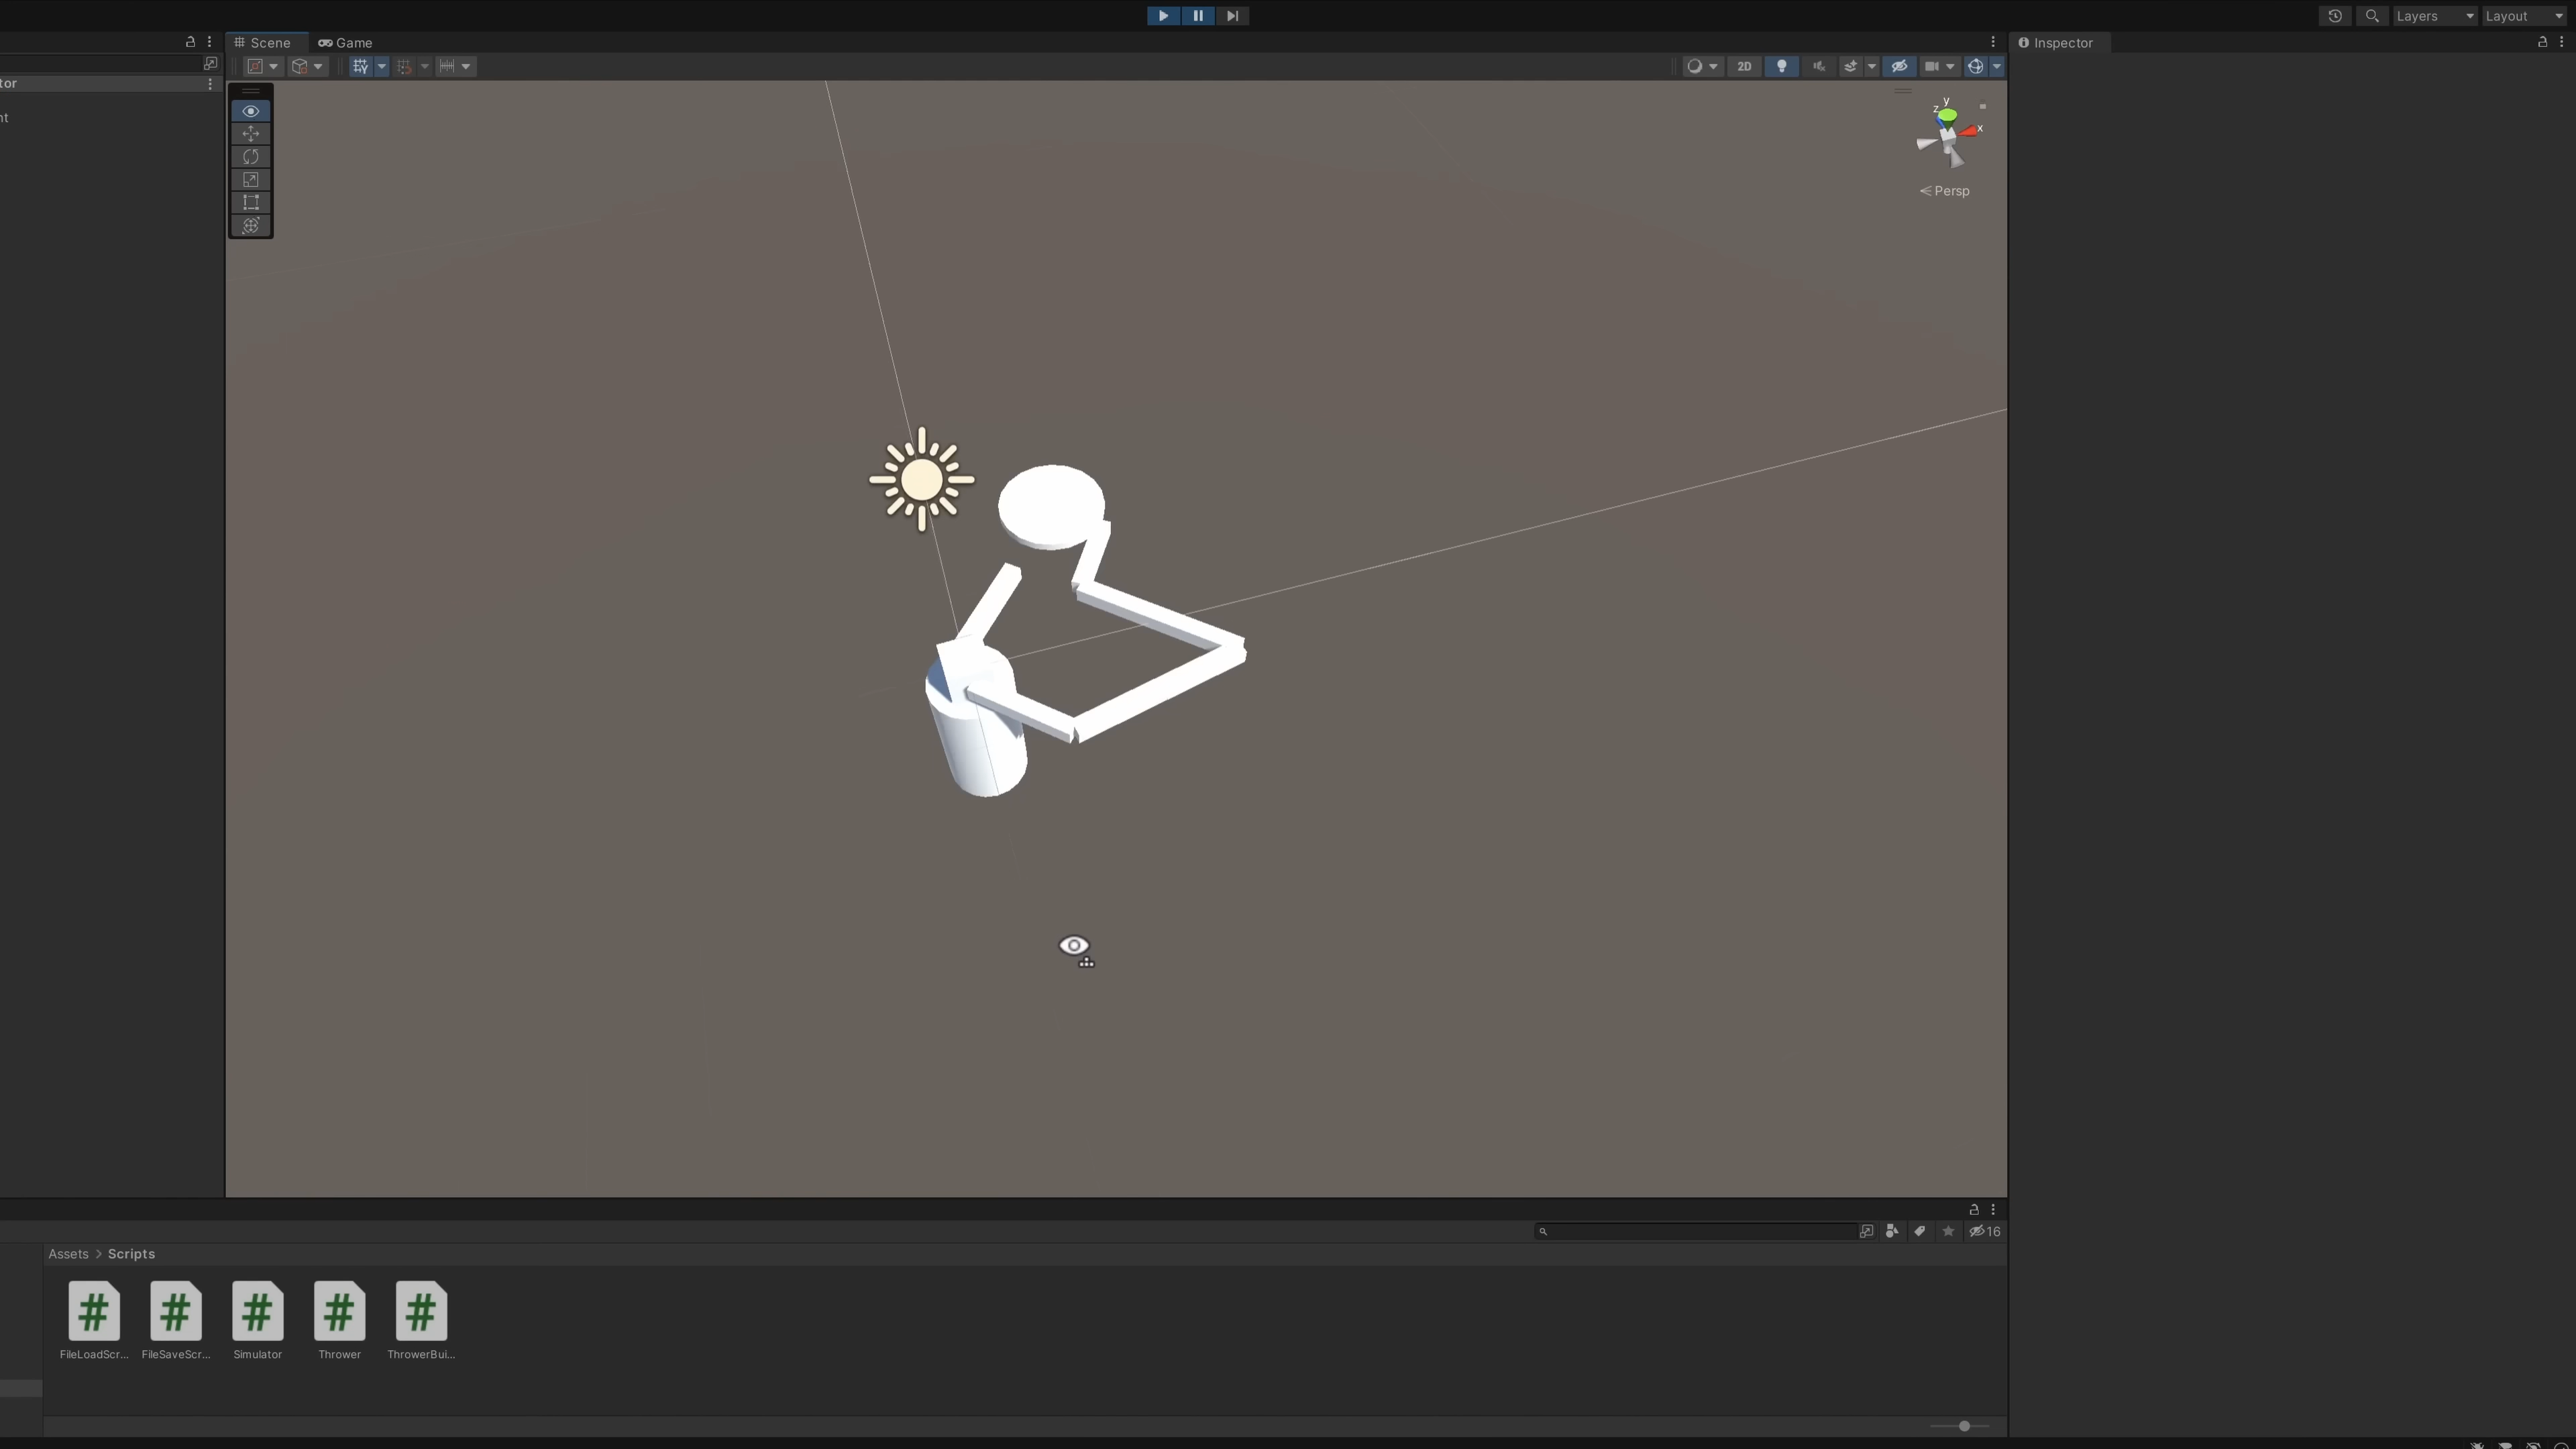 Layers
Layout
Scene
Game
Inspector
tor
nt
2D
y
z
x
Persp
16
Assets > Scripts
FileLoadScr...
FileSaveScr...
Simulator
Thrower
ThrowerBui...